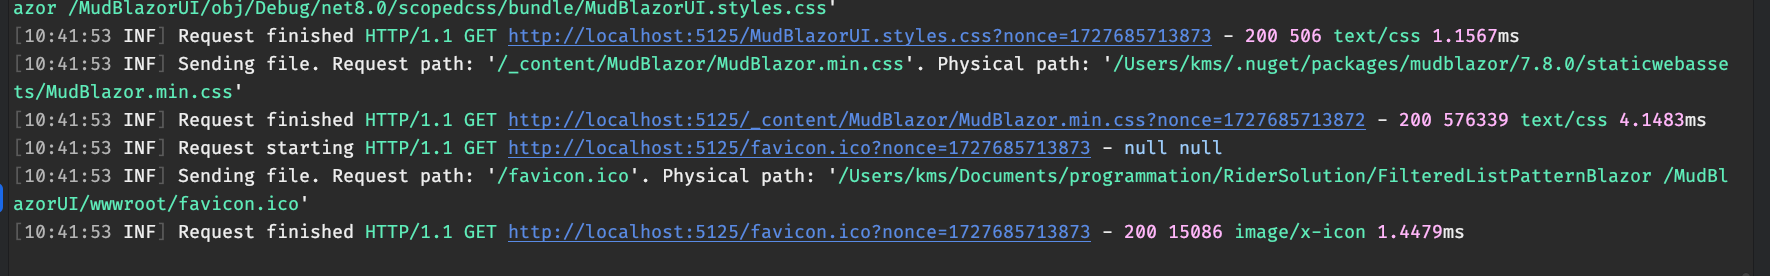 azor /MudBlazorUI/obj/Debug/net8.0/scopedcss/bundle/MudBlazorUI.styles.css'
[10:41:53 INF] Request finished HTTP/1.1 GET http://localhost:5125/MudBlazorUI.styles.css?nonce=1727685713873 - 200 506 text/css 1.1567ms
[10:41:53 INF] Sending file. Request path: '/_content/MudBlazor/MudBlazor.min.css'. Physical path: '/Users/kms/.nuget/packages/mudblazor/7.8.0/staticwebasse
ts/MudBlazor.min.css'
[10:41:53 INF] Request finished HTTP/1.1 GET http://localhost:5125/_content/MudBlazor/MudBlazor.min.css?nonce=1727685713872 - 200 576339 text/css 4.1483ms
[10:41:53 INF] Request starting HTTP/1.1 GET http://localhost:5125/favicon.ico?nonce=1727685713873 - null null
[10:41:53 INF] Sending file. Request path: '/favicon.ico'. Physical path: '/Users/kms/Documents/programmation/RiderSolution/FilteredListPatternBlazor /MudBl
azorUI/wwwroot/favicon.ico'
[10:41:53 INF] Request finished HTTP/1.1 GET http://localhost:5125/favicon.ico?nonce=1727685713873 - 200 15086 image/x-icon 1.4479ms